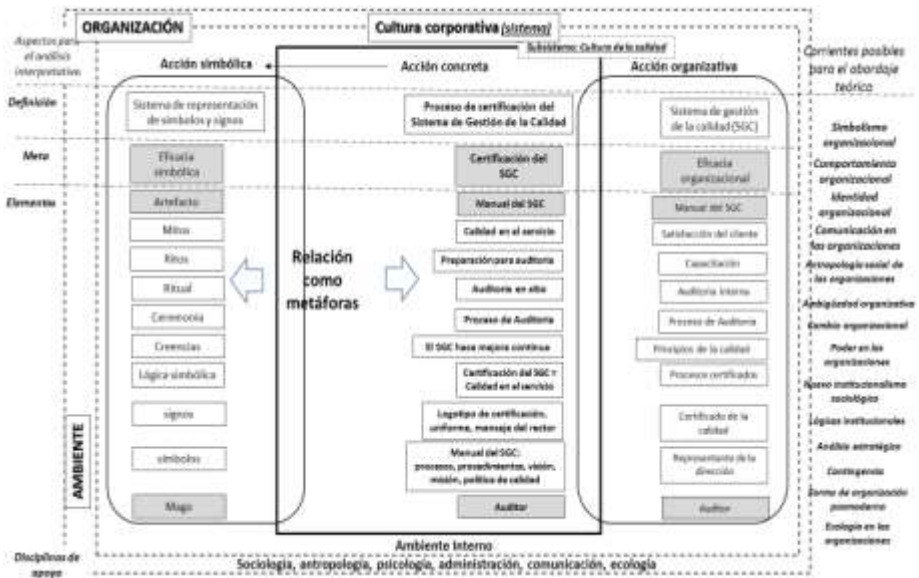 ORGANIZACIÓN
Cultura corporativa (sistema)
Subsistema: Cultura de la calidad
Aspectos para
el análisis
interpretativo
Acción simbólica
Acción concreta
Acción organizativa
Corrientes posibles
para el abordaje
teórico
Definición
Sistema de representación
de símbolos y signos
Proceso de certificación del
Sistema de Gestión de la Calidad
Sistema de gestión
de la calidad (SGC)
Simbolismo
organizacional
Meta
Eficacia
simbólica
Certificación del
SGC
Eficacia
organizacional
Comportamiento
organizacional
Elementos
Artefacto
Manual del SGC
Manual del SGC
Identidad
organizacional
Mitos
Calidad en el servicio
Satisfacción del cliente
Comunicación en
las organizaciones
Ritos
Relación
como
metáforas
Preparación para auditoria
Capacitación
Antropología social de
las organizaciones
Ritual
Auditoria en sitio
Auditoria interna
Ambigüedad organizativa
Ceremonia
Proceso de Auditoria
Proceso de Auditoria
Cambio organizacional
Creencias
El SGC hace mejora continua
Principios de la calidad
Poder en las
organizaciones
Lógica simbólica
Certificación del SGC =
Calidad en el servicio
Procesos certificados
Nuevo institucionalismo
sociológico
signos
Logotipo de certificación,
uniforme, mensaje del rector
Certificado de la
calidad
Lógicas institucionales
Análisis estratégico
símbolos
Manual del SGC:
procesos, procedimientos, visión,
misión, política de calidad
Representante de la
dirección
Contingencia
AMBIENTE
Mago
Auditor
Auditor
Forma de organización
posmoderna
Ecología en las
organizaciones
Ambiente Interno
Disciplinas de
apoyo
Sociología, antropología, psicología, administración, comunicación, ecología